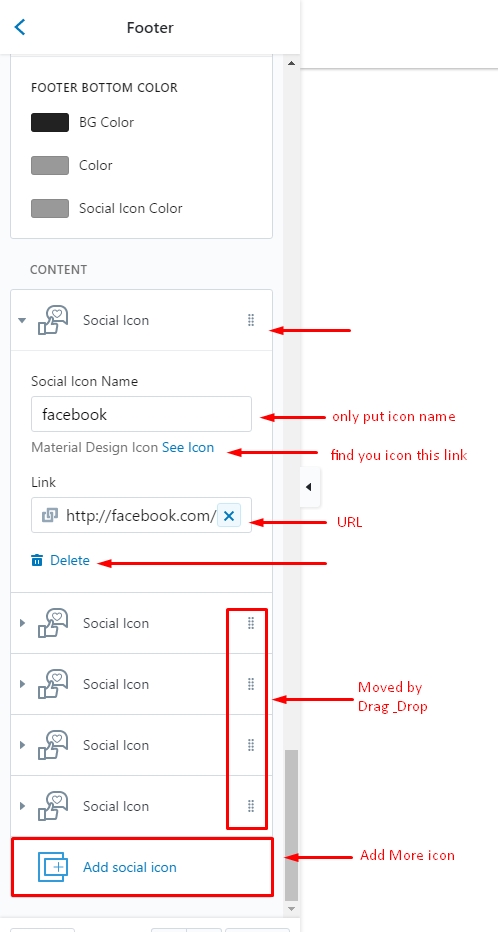 Footer
FOOTER BOTTOM COLOR
BG Color
Color
Social Icon Color
CONTENT
Social Icon
Social Icon Name
facebook
only put icon name
Material Design Icon See Icon
find you icon this link
Link
http://facebook.com/
URL
Delete
Social Icon
Social Icon
Moved by
Drag _Drop
Social Icon
Social Icon
Add social icon
Add More icon